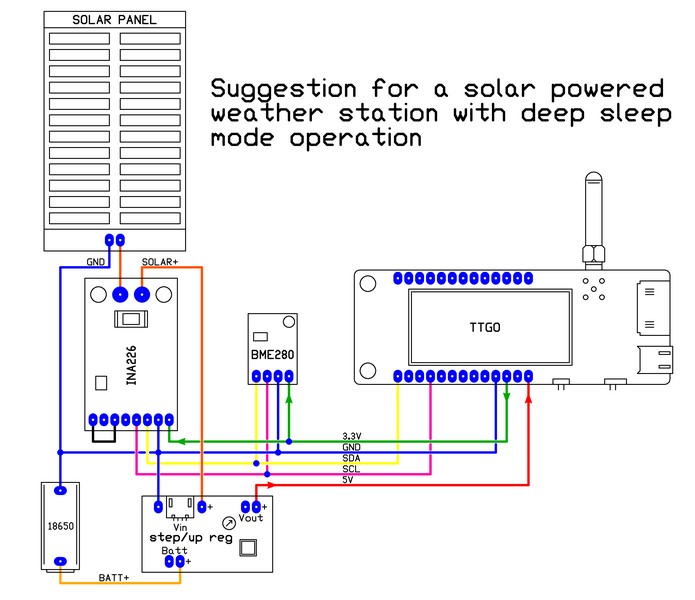 SOLAR PANEL
Suggestion for a solar powered
weather station with deep sleep
mode operation
GND
SOLAR+
INA226
BME280
TTGO
3.3V
GND
SDA
SCL
5V
18650
Vin
+
Vout
+
step/up reg
Batt
+
BATT+